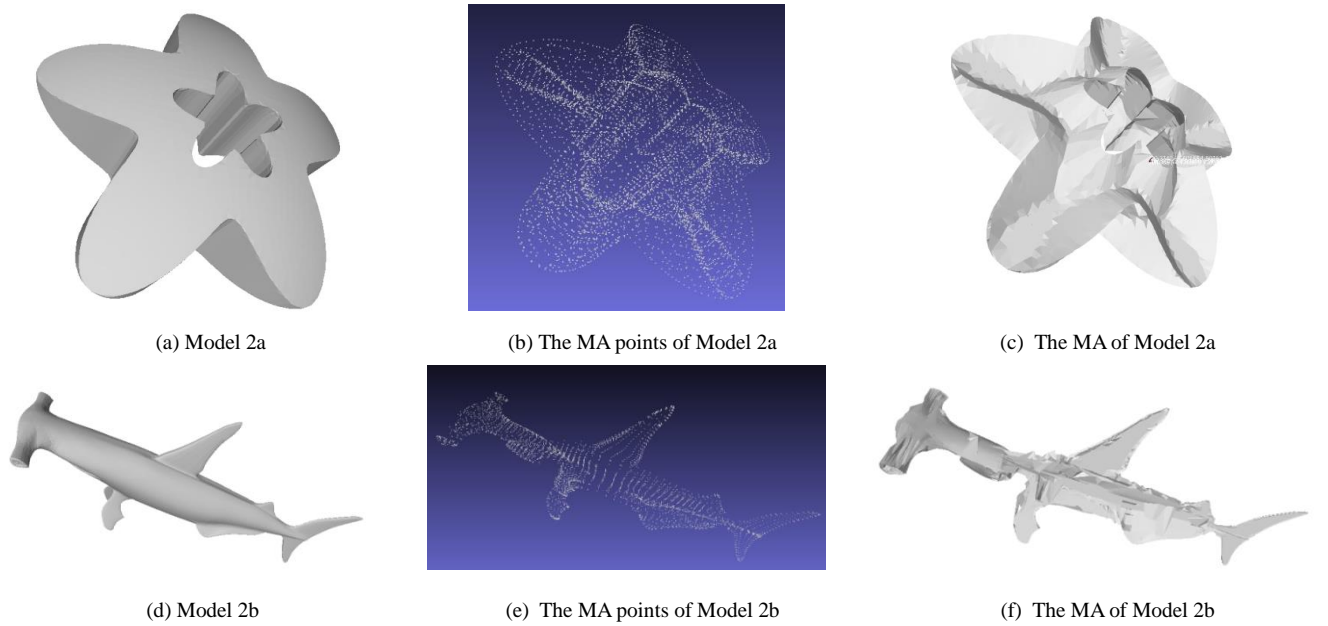 (a) Model 2a
(b) The MA points of Model 2a
(c) The MA of Model 2a
(d) Model 2b
(e) The MA points of Model 2b
(f) The MA of Model 2b